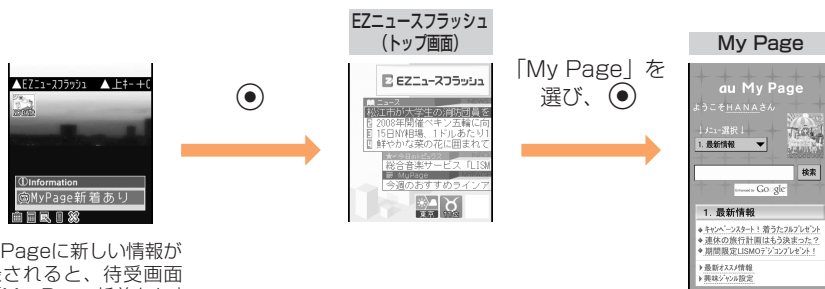 ▲EZニュースフラッシュ ▲上キー+C
①Information
MyPage新着あり
Pageに新しい情報が
されると、待受画面
EZニュースフラッシュ
(トップ画面)
EZニュースフラッシュ
ニュース
松江市が大学生の消防団員を
2008年開催ペキン五輪に向
15日NY相場、1ドルあたり1
鮮やかな菜の花に囲まれて
総合音楽サービス「LISM
MyPage
今週のおすすめラインア
東京
「My Page」を
選び、
My Page
au My Page
ようこそHANAさん
↓メニュー選択↓
1. 最新情報
検索
Google
1. 最新情報
キャンペーンスタート!着うたフルプレゼント
連休の旅行計画はもう決まった?
期間限定LISMOデジコンプレゼント!
最新オススメ情報
興味ジャンル設定